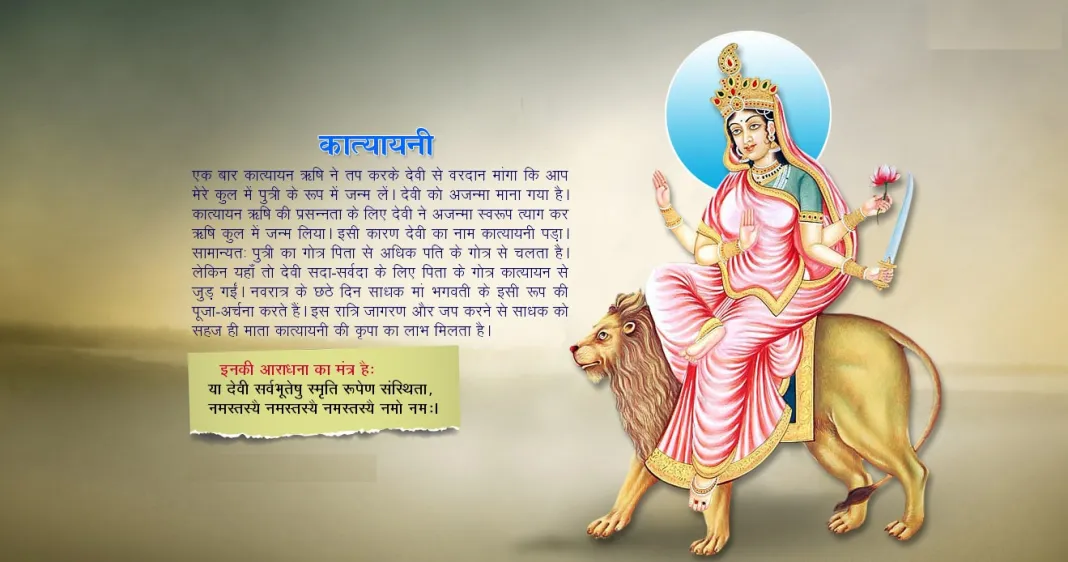 कात्यायनी
एक बार कात्यायन ऋषि ने तप करके देवी से वरदान मांगा कि आप
मेरे कुल में पुत्री के रूप में जन्म लें। देवी को अजन्मा माना गया है।
कात्यायन ऋषि की प्रसन्नता के लिए देवी ने अजन्मा स्वरूप त्याग कर
ऋषि कुल में जन्म लिया। इसी कारण देवी का नाम कात्यायनी पड़ा।
सामान्यतः पुत्री का गोत्र पिता से अधिक पति के गोत्र से चलता है।
लेकिन यहाँ तो देवी सदा-सर्वदा के लिए पिता के गोत्र कात्यायन से
जुड़ गईं। नवरात्र के छठे दिन साधक मां भगवती के इसी रूप की
पूजा-अर्चना करते हैं। इस रात्रि जागरण और जप करने से साधक को
सहज ही माता कात्यायनी की कृपा का लाभ मिलता है।
इनकी आराधना का मंत्र हैः
या देवी सर्वभूतेषु स्मृति रूपेण संस्थिता,
नमस्तस्यै नमस्तस्यै नमस्तस्यै नमो नमः।